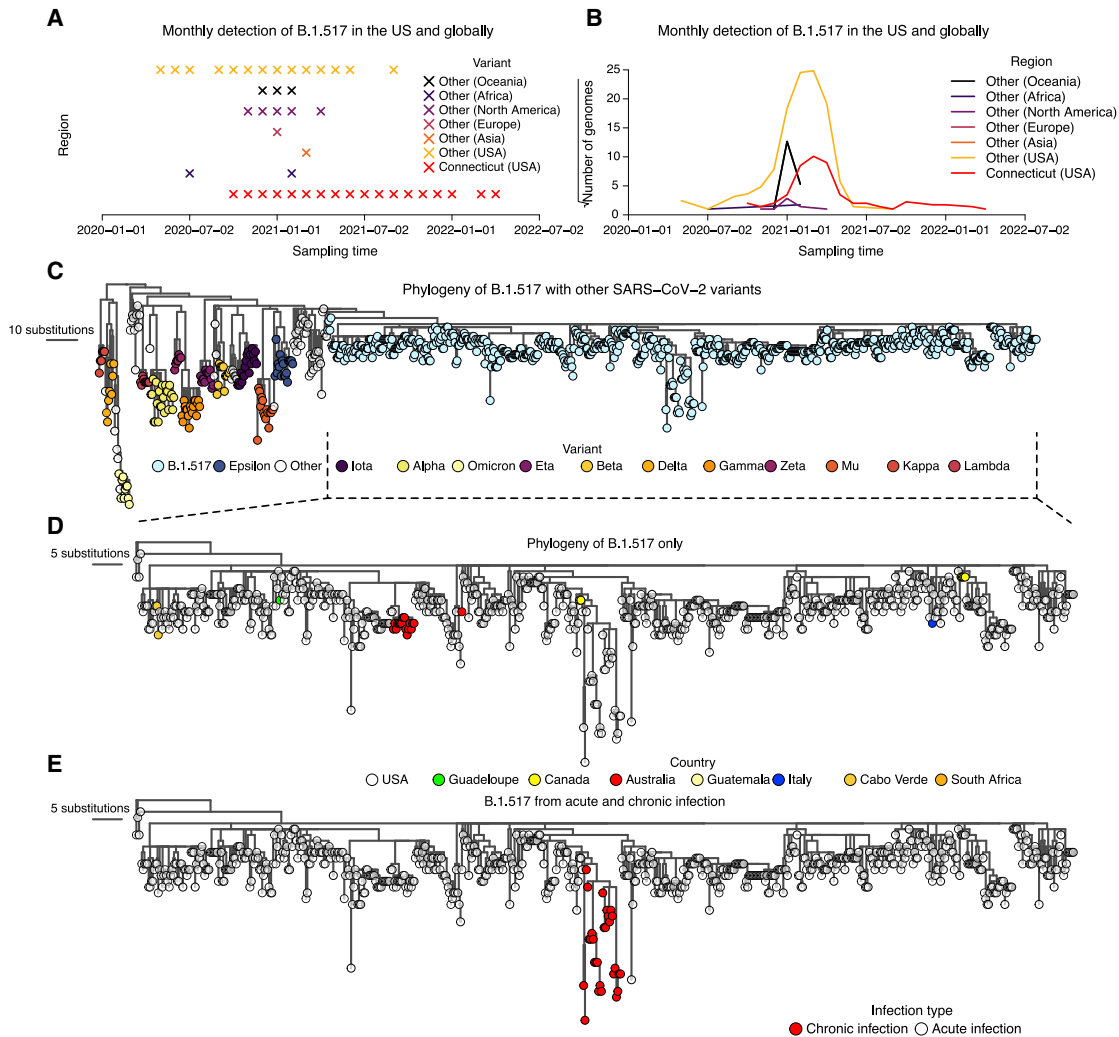 A
Monthly detection of B.1.517 in the US and globally
Variant
Other (Oceania)
Other (Africa)
Other (North America)
Other (Europe)
Other (Asia)
Other (USA)
Connecticut (USA)
Region
2020−01−01
2020−07−02
2021−01−01
2021−07−02
2022−01−01
2022−07−02
Sampling time
B
Monthly detection of B.1.517 in the US and globally
Region
Other (Oceania)
Other (Africa)
Other (North America)
Other (Europe)
Other (Asia)
Other (USA)
Connecticut (USA)
√Number of genomes
25
20
15
10
5
0
2020−01−01
2020−07−02
2021−01−01
2021−07−02
2022−01−01
2022−07−02
Sampling time
C
Phylogeny of B.1.517 with other SARS−CoV−2 variants
10 substitutions
Variant
B.1.517 Epsilon Other Iota Alpha Omicron Eta Beta Delta Gamma Zeta Mu Kappa Lambda
D
Phylogeny of B.1.517 only
5 substitutions
Country
USA Guadeloupe Canada Australia Guatemala Italy Cabo Verde South Africa
E
B.1.517 from acute and chronic infection
5 substitutions
Infection type
Chronic infection Acute infection